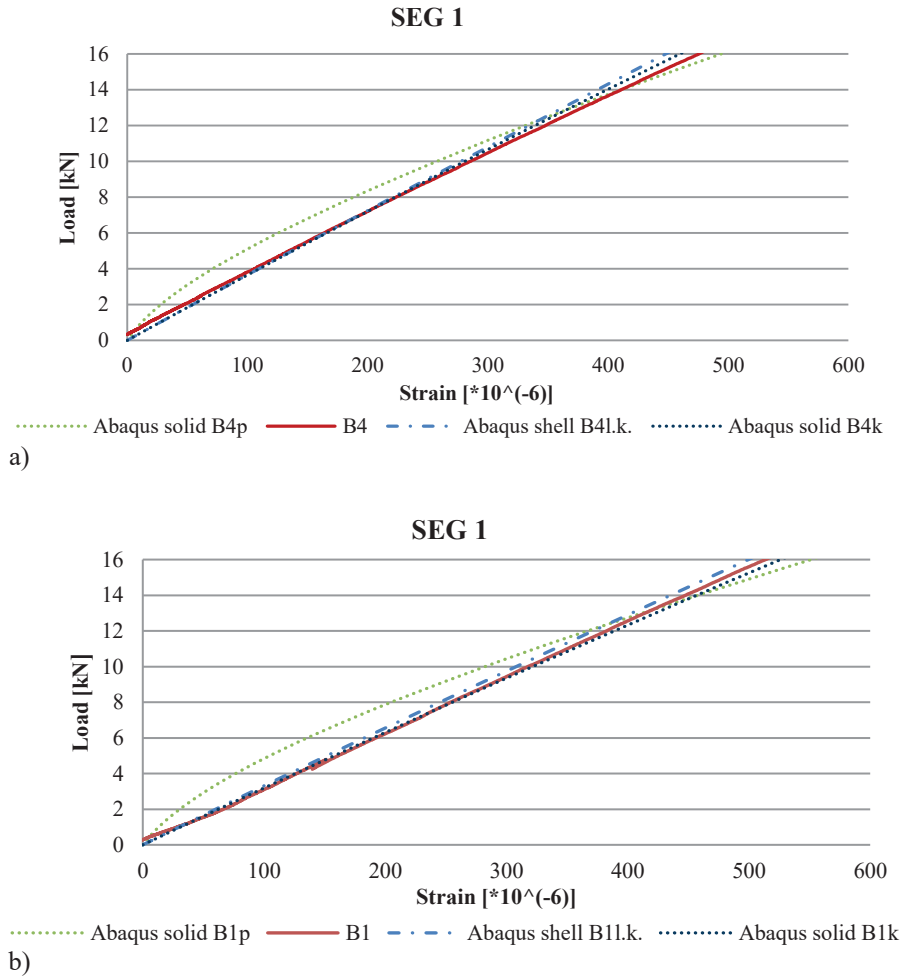 SEG 1
16
14
12
10
8
6
4
2
0
Load [kN]
0 100 200 300 400 500 600
Strain [*10^(-6)]
Abaqus solid B4p B4 Abaqus shell B4l.k. Abaqus solid B4k
a)
SEG 1
16
14
12
10
8
6
4
2
0
Load [kN]
0 100 200 300 400 500 600
Strain [*10^(-6)]
Abaqus solid B1p B1 Abaqus shell B1l.k. Abaqus solid B1k
b)